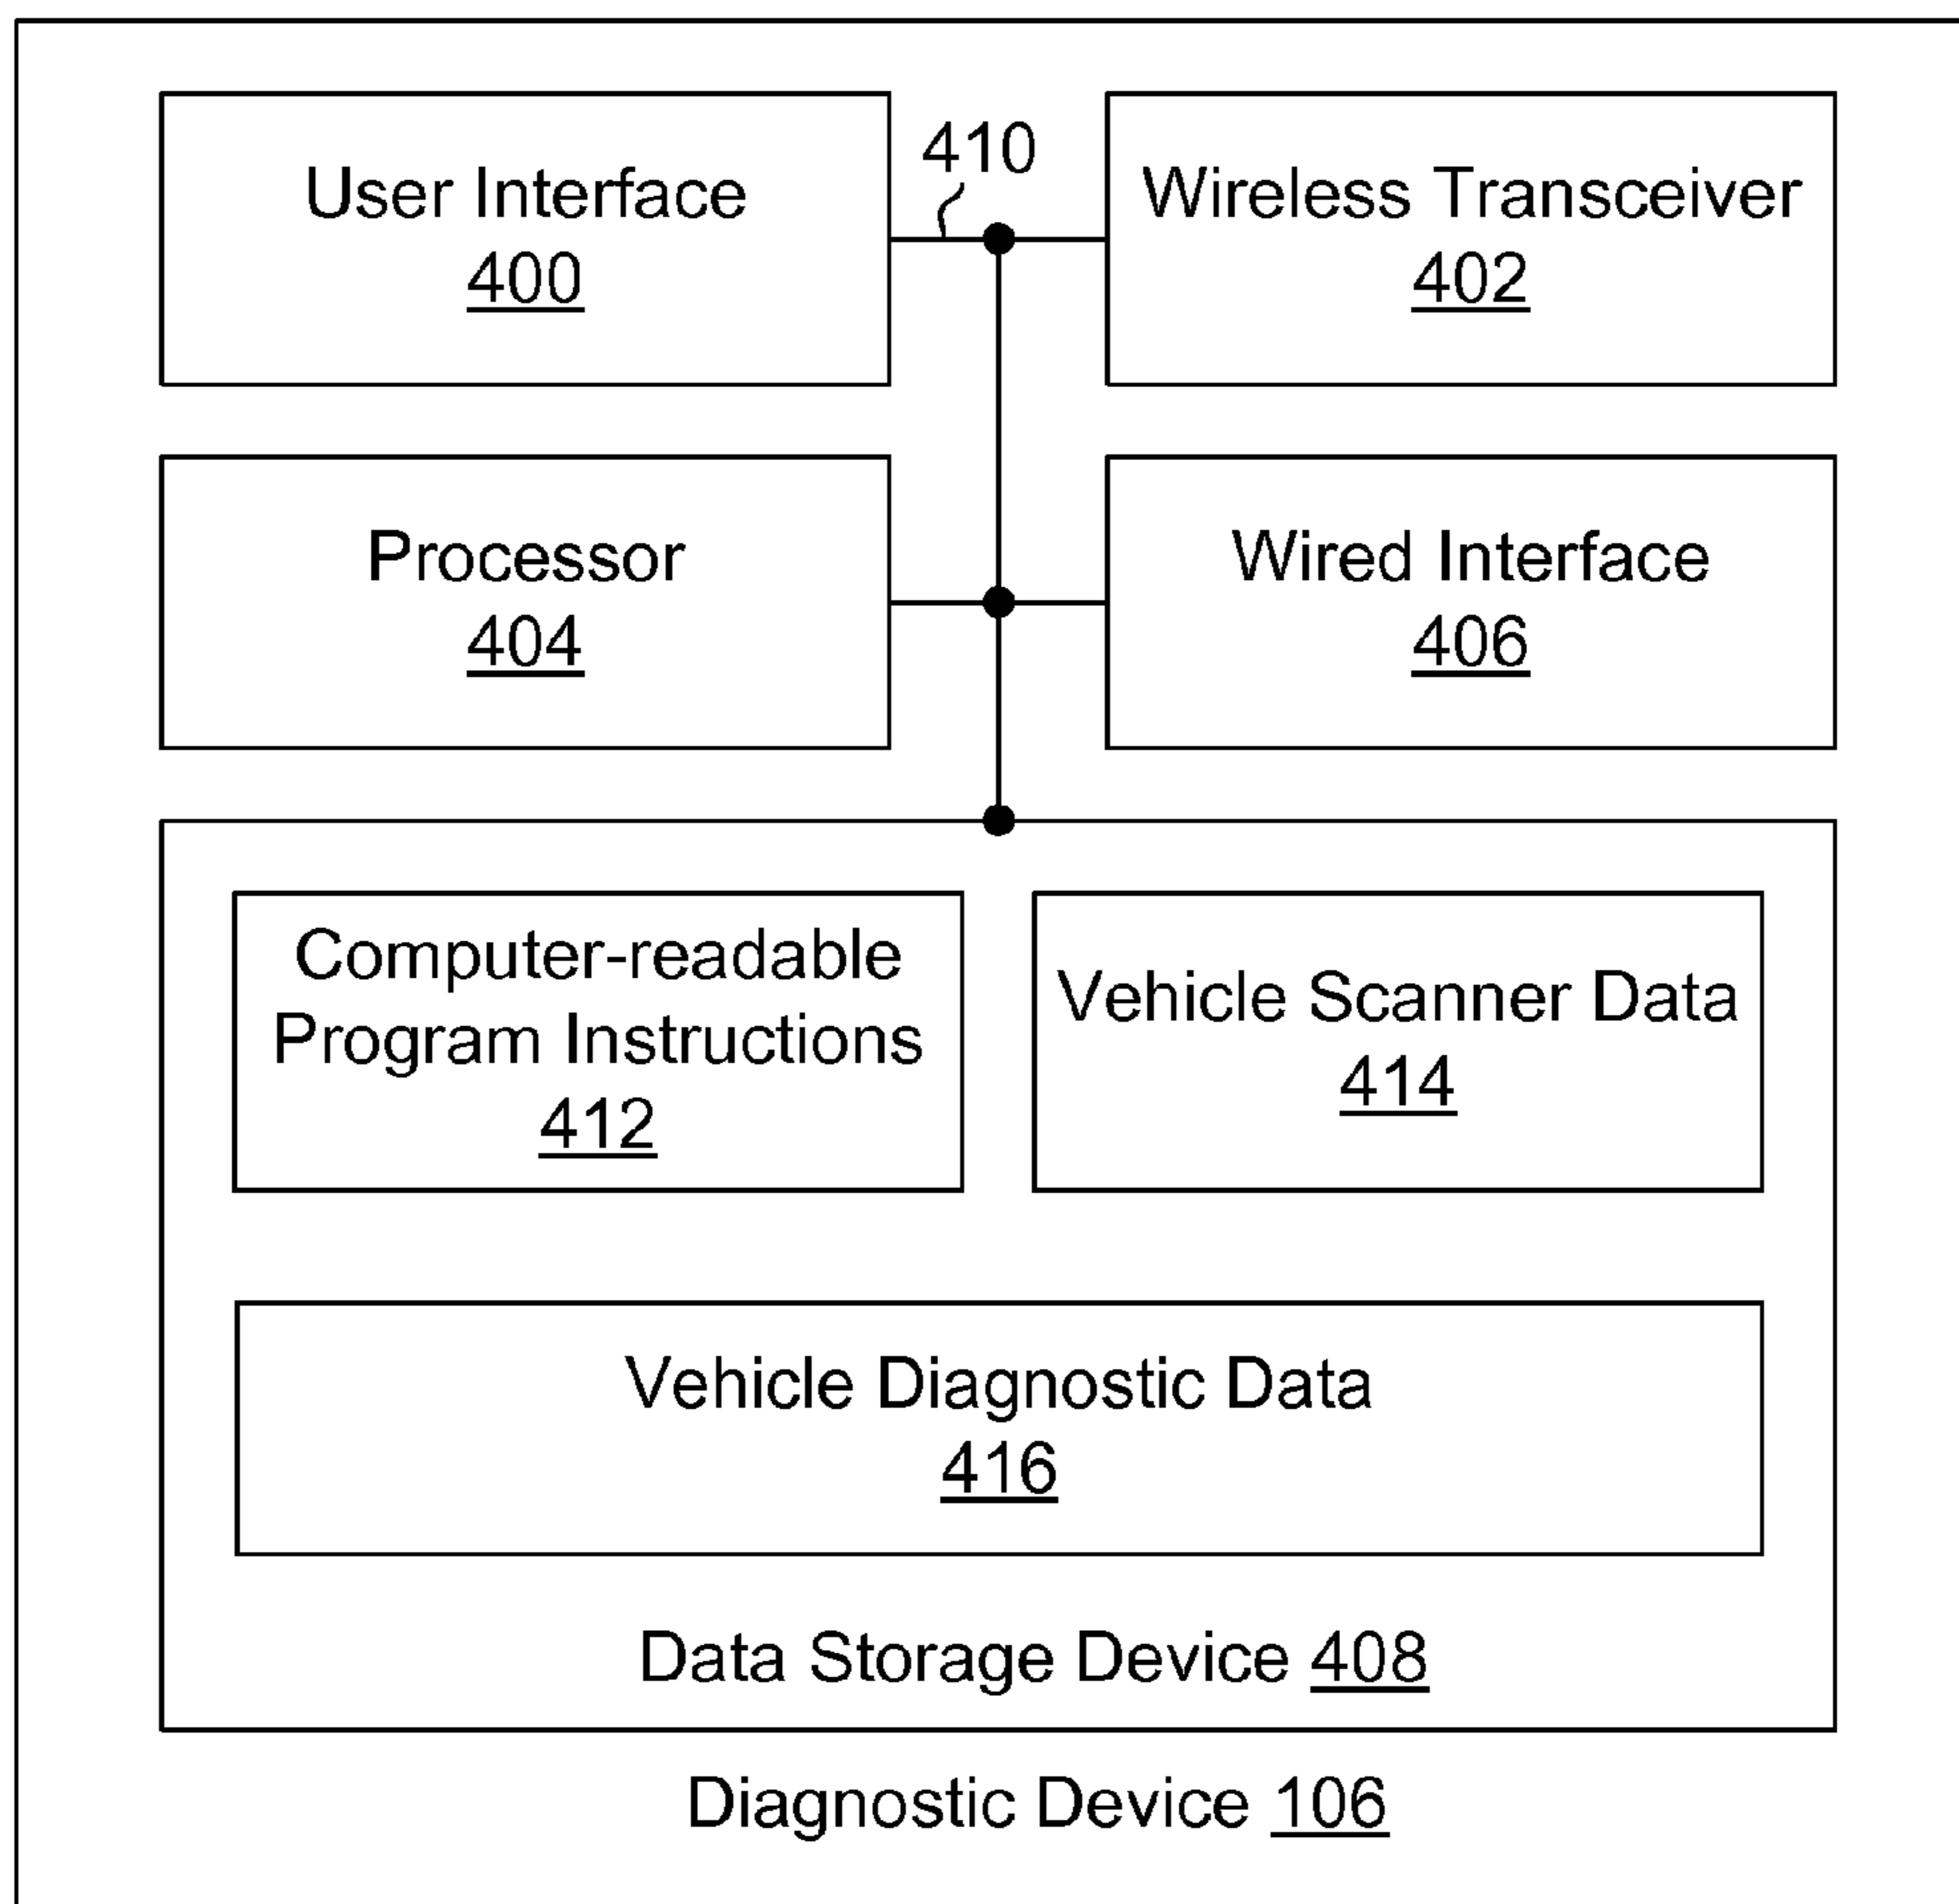 User Interface
400
410
Wireless Transceiver
402
Processor
404
Wired Interface
406
Computer-readable
Program Instructions
412
Vehicle Scanner Data
414
Vehicle Diagnostic Data
416
Data Storage Device 408
Diagnostic Device 106